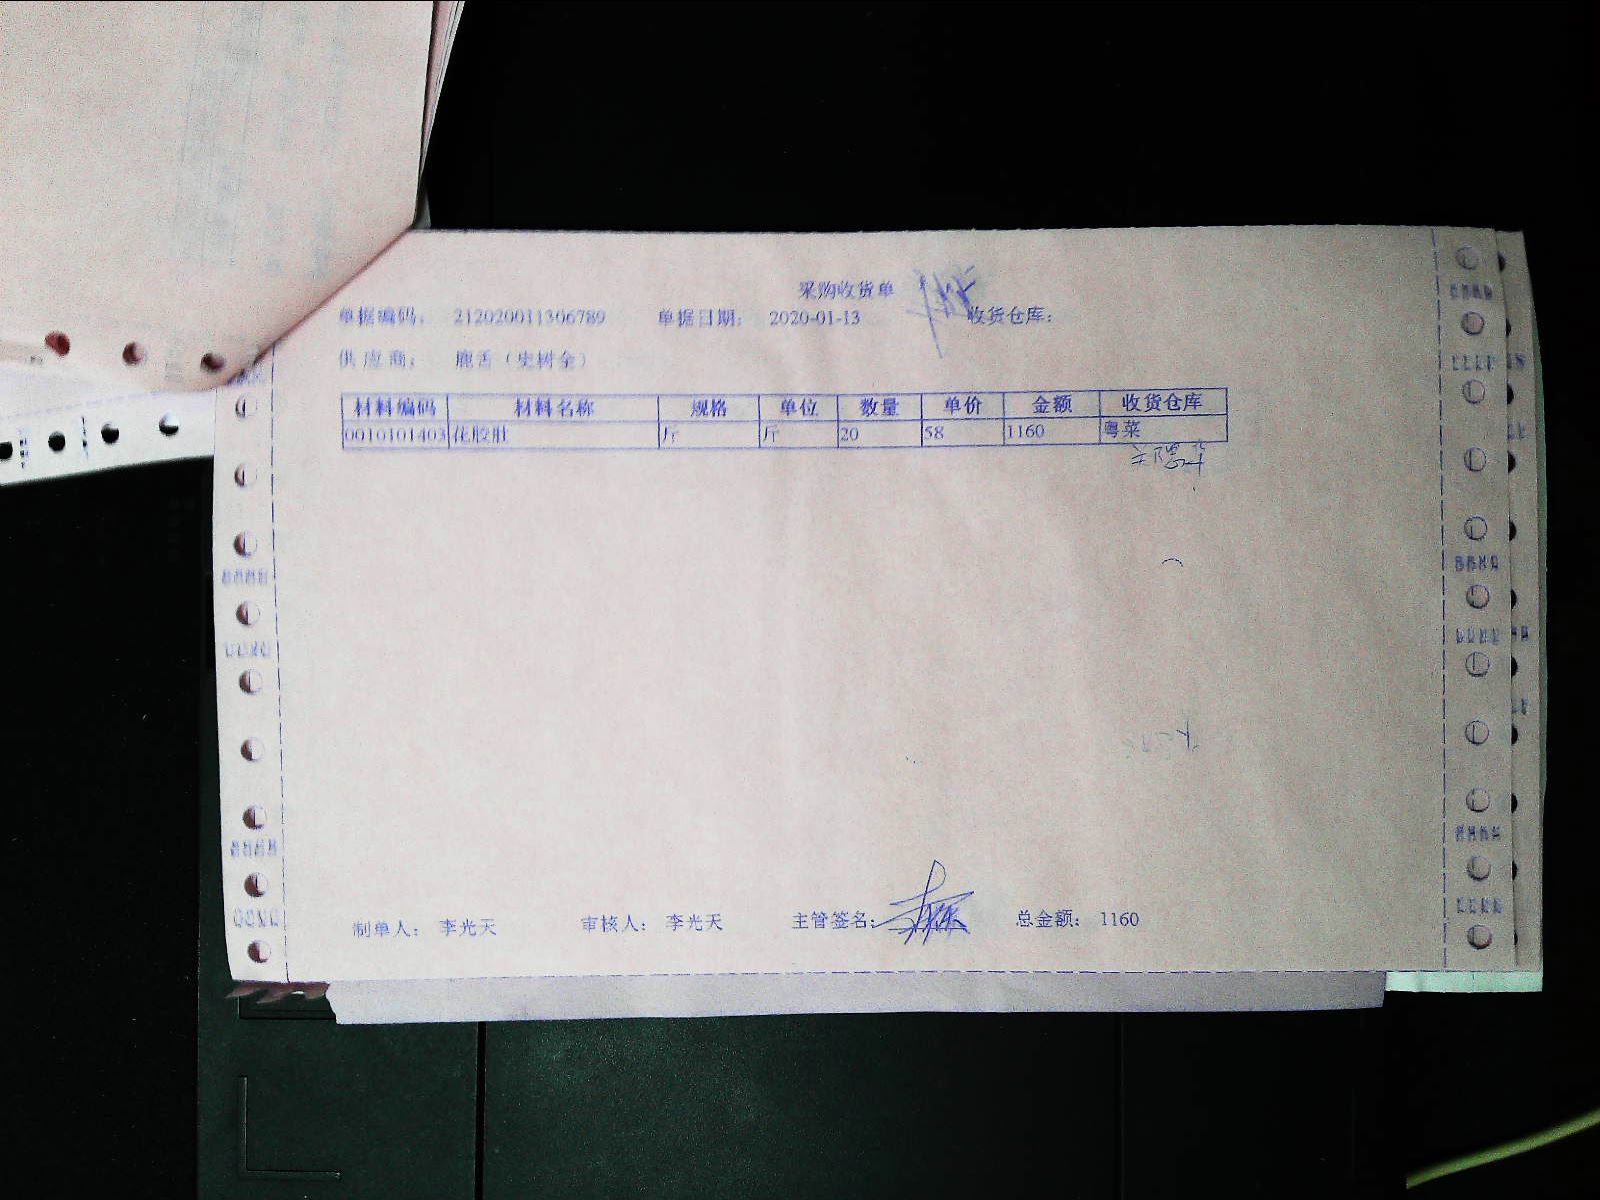 采购收货单
单据编码： 212020011306789 单据日期： 2020-01-13 收货仓库：
供应商： 鹿舌（史树全）
材料编码 材料名称 规格 单位 数量 单价 金额 收货仓库
0010101403 花胶肚 斤 斤 20 58 1160 粤菜
制单人： 李光天 审核人： 李光天 主管签名： 总金额： 1160